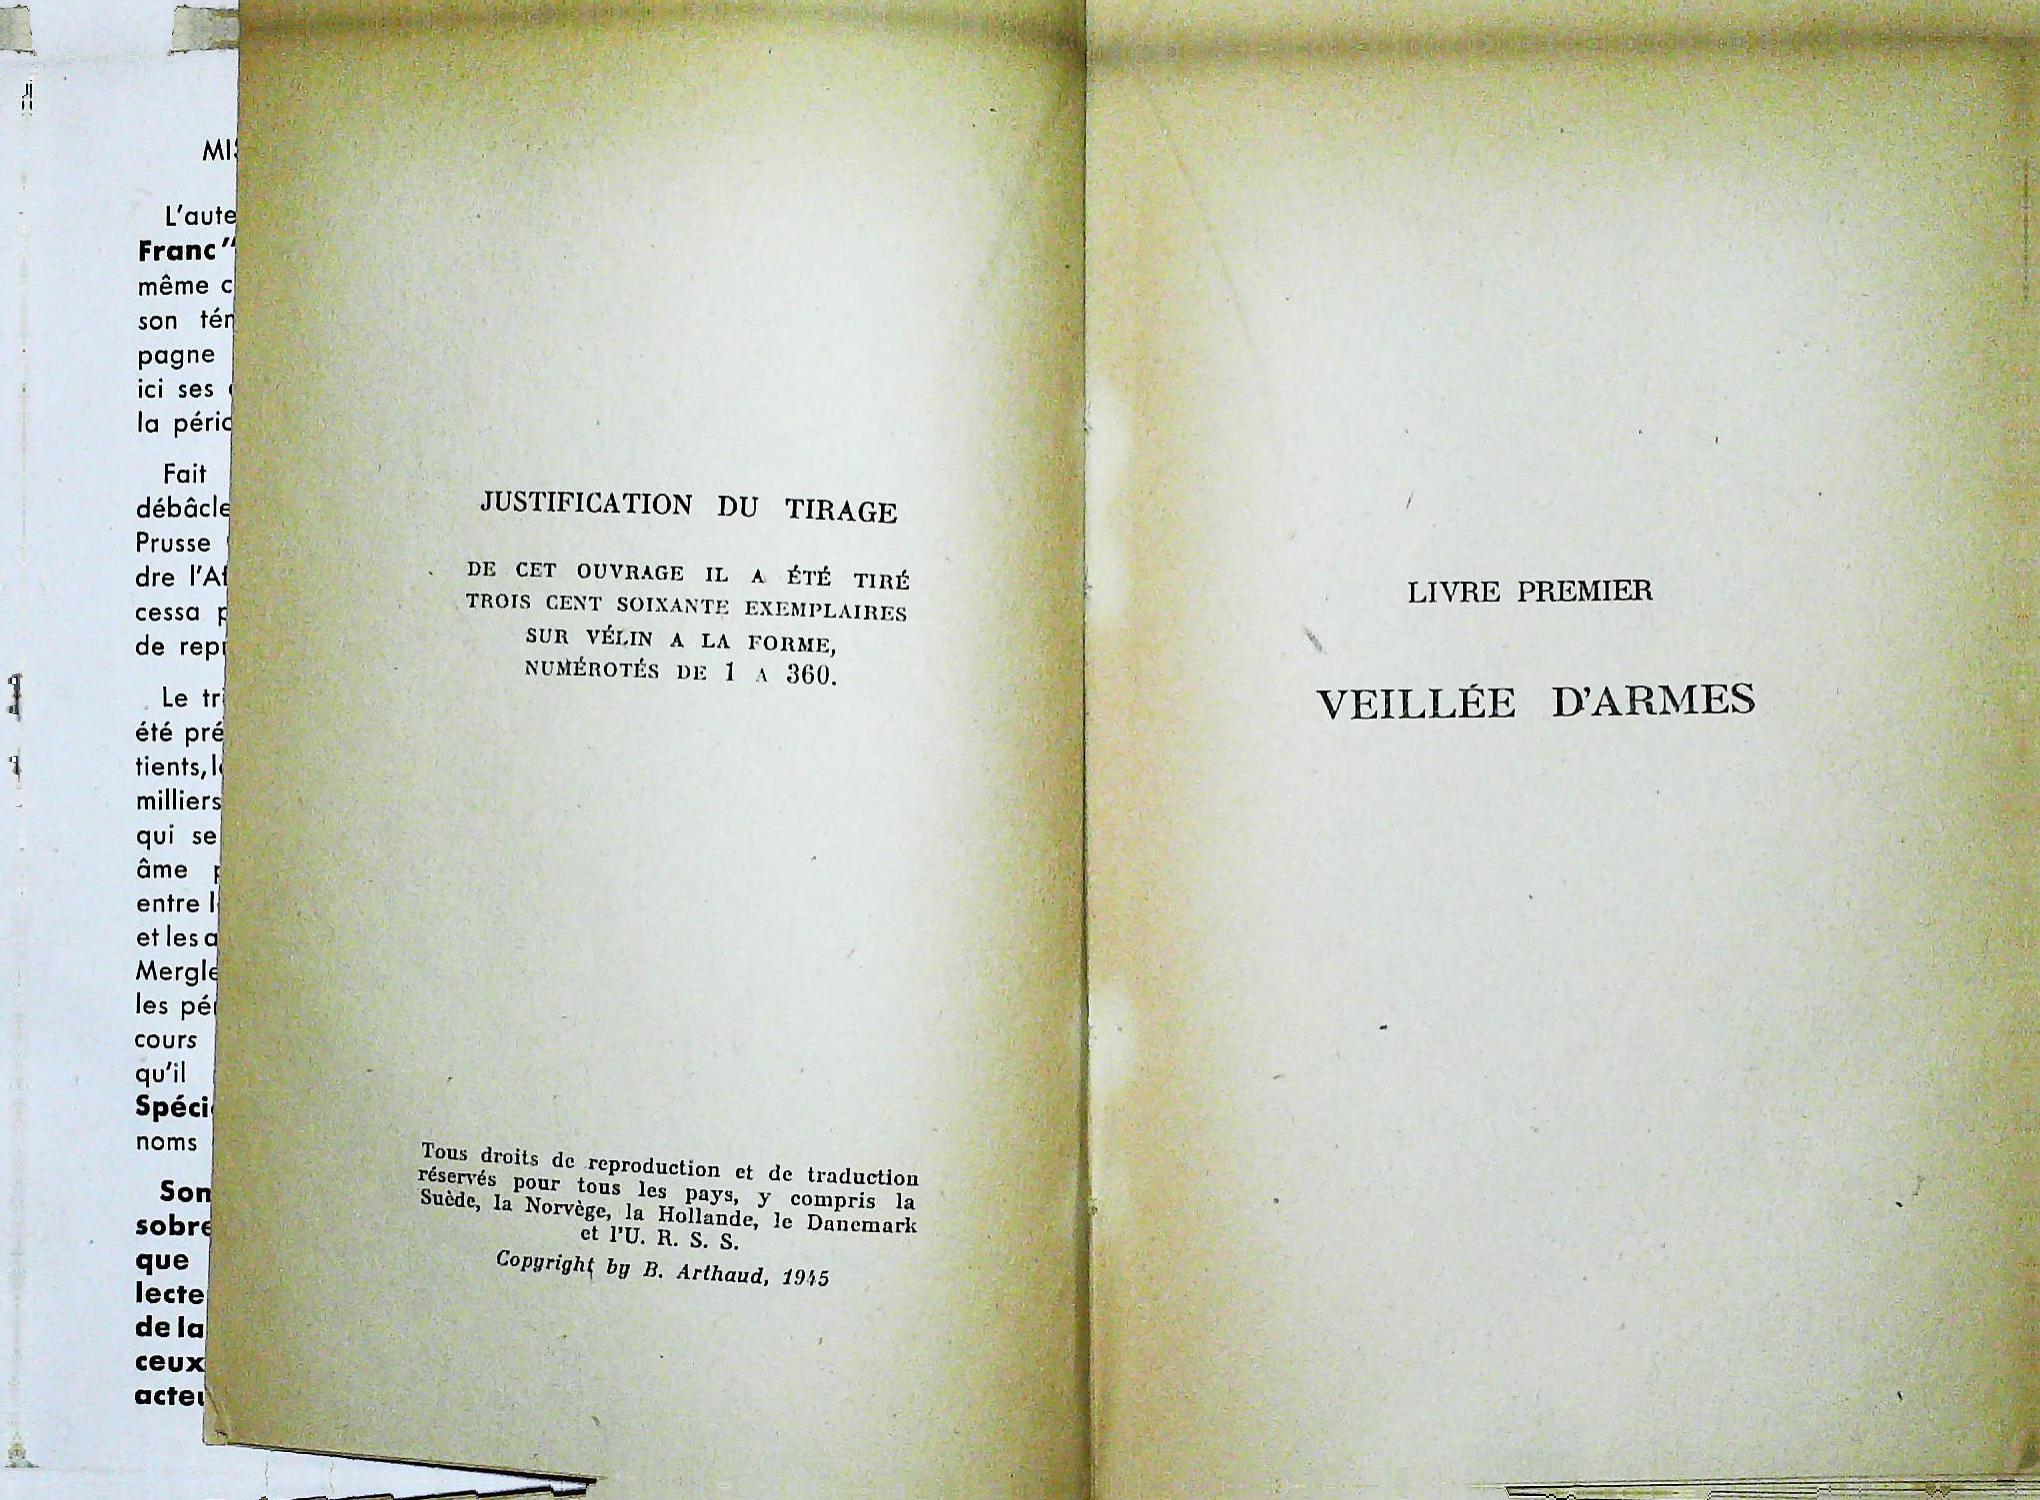 L'aute
Franc"
même c
son tér
pagne
ici ses
la péri
Fait
débâcle
Prusse
dre l'A
cessa
de rep
Le tr
été pré
tients, l
milliers
qui se
âme
entre l
et les a
Mergle
les pé
cours
qu'il
Spéci
noms
Son
sobre
que
lecte
de la
ceux
acte
JUSTIFICATION DU TIRAGE
DE CET OUVRAGE IL A ÉTÉ TIRÉ
TROIS CENT SOIXANTE EXEMPLAIRES
SUR VÉLIN A LA FORME,
NUMÉROTÉS DE 1 A 360.
Tous droits de reproduction et de traduction
réservés pour tous les pays, y compris la
Suède, la Norvège, la Hollande, le Danemark
et l'U. R. S. S.
Copyright by B. Arthaud, 1945
LIVRE PREMIER
VEILLÉE D'ARMES